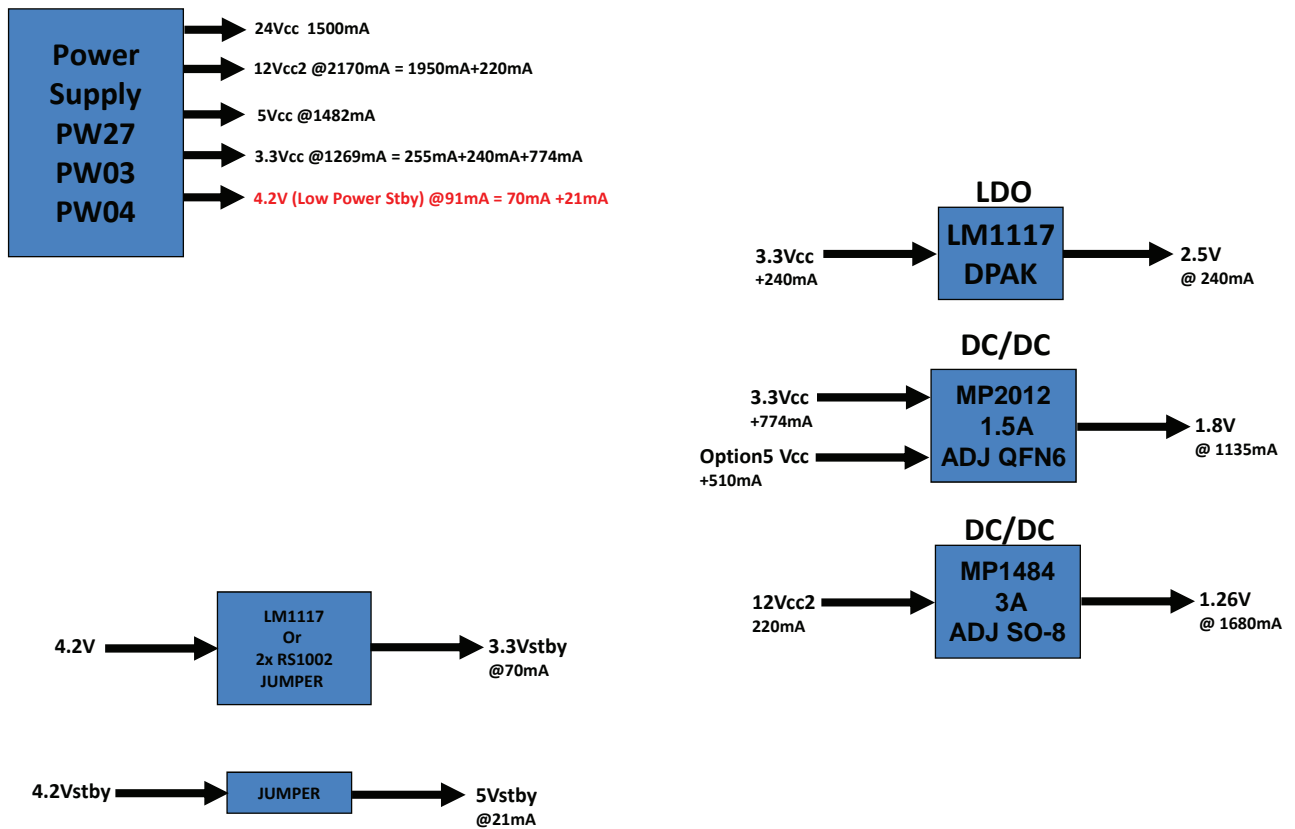 Power
Supply
PW27
PW03
PW04
24Vcc 1500mA
12Vcc2 @2170mA = 1950mA+220mA
5Vcc @1482mA
3.3Vcc @1269mA = 255mA+240mA+774mA
4.2V (Low Power Stby) @91mA = 70mA +21mA
LDO
3.3Vcc
+240mA
LM1117
DPAK
2.5V
@ 240mA
DC/DC
3.3Vcc
+774mA
Option5 Vcc
+510mA
MP2012
1.5A
ADJ QFN6
1.8V
@ 1135mA
DC/DC
12Vcc2
220mA
MP1484
3A
ADJ SO-8
1.26V
@ 1680mA
4.2V
LM1117
Or
2x RS1002
JUMPER
3.3Vstby
@70mA
4.2Vstby
JUMPER
5Vstby
@21mA